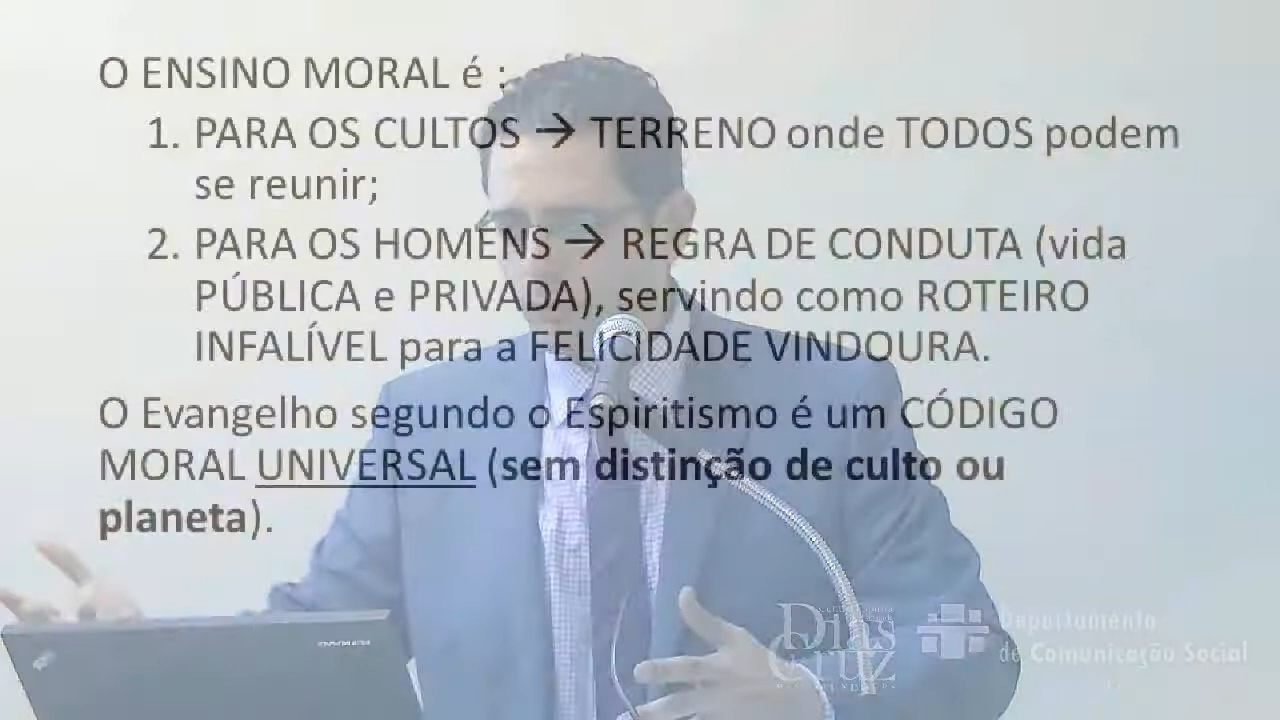 O ENSINO MORAL é :
1. PARA OS CULTOS → TERRENO onde TODOS podem
se reunir;
2. PARA OS HOMENS → REGRA DE CONDUTA (vida
PÚBLICA e PRIVADA), servindo como ROTEIRO
INFALÍVEL para a FELICIDADE VINDOURA.
O Evangelho segundo o Espiritismo é um CÓDIGO
MORAL UNIVERSAL (sem distinção de culto ou
planeta).
Dias
da Cruz
Departamento
de Comunicação Social